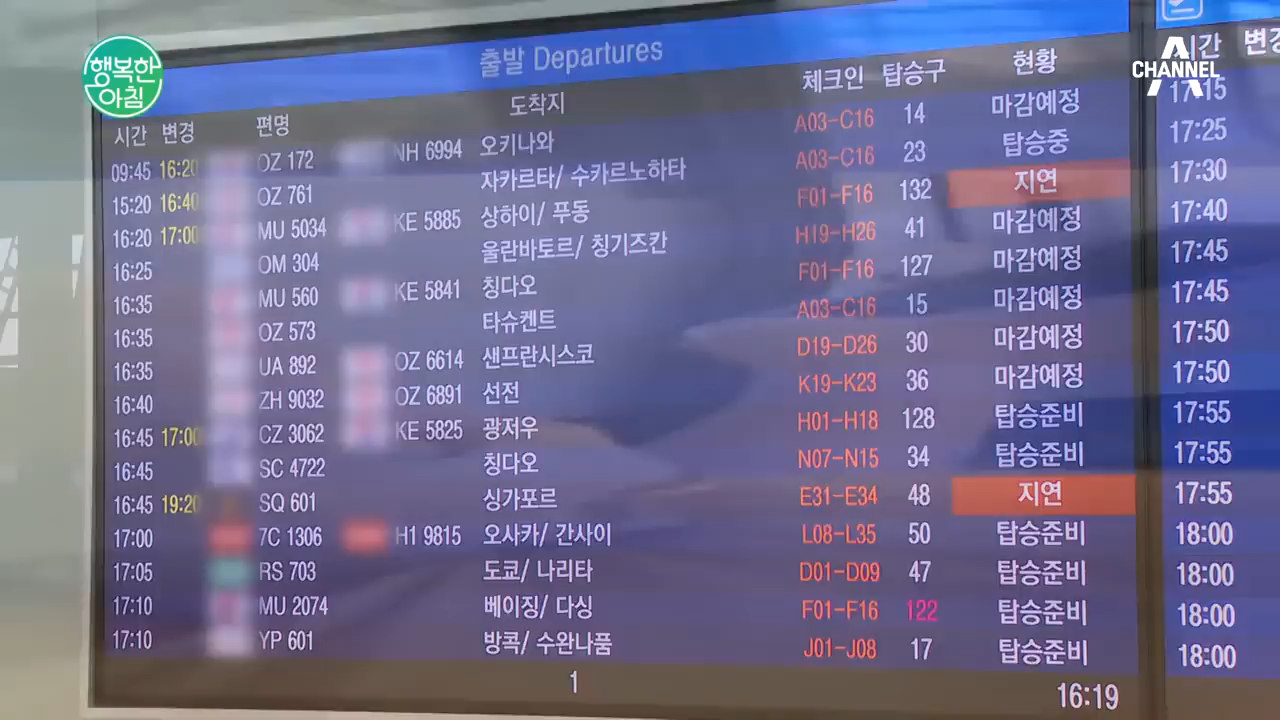 행복한
아침
CHANNEL A
출발 Departures
시간 변경 편명 도착지 체크인 탑승구 현황
09:45 16:20 OZ 172 NH 6994 오키나와 A03-C16 14 마감예정
15:20 16:40 OZ 761 자카르타/ 수카르노하타 A03-C16 23 탑승중
16:20 17:00 MU 5034 KE 5885 상하이/ 푸동 F01-F16 132 지연
16:25 OM 304 울란바토르/ 칭기즈칸 H19-H26 41 마감예정
16:35 MU 560 KE 5841 칭다오 F01-F16 127 마감예정
16:35 OZ 573 타슈켄트 A03-C16 15 마감예정
16:35 UA 892 OZ 6614 샌프란시스코 D19-D26 30 마감예정
16:40 ZH 9032 OZ 6891 선전 K19-K23 36 마감예정
16:45 17:00 CZ 3062 KE 5825 광저우 H01-H18 128 탑승준비
16:45 SC 4722 칭다오 N07-N15 34 탑승준비
16:45 19:20 SQ 601 싱가포르 E31-E34 48 지연
17:00 7C 1306 H1 9815 오사카/ 간사이 L08-L35 50 탑승준비
17:05 RS 703 도쿄/ 나리타 D01-D09 47 탑승준비
17:10 MU 2074 베이징/ 다싱 F01-F16 122 탑승준비
17:10 YP 601 방콕/ 수완나품 J01-J08 17 탑승준비
1
16:19
시간 변경
17:15
17:25
17:30
17:40
17:45
17:45
17:50
17:50
17:55
17:55
17:55
18:00
18:00
18:00
18:00